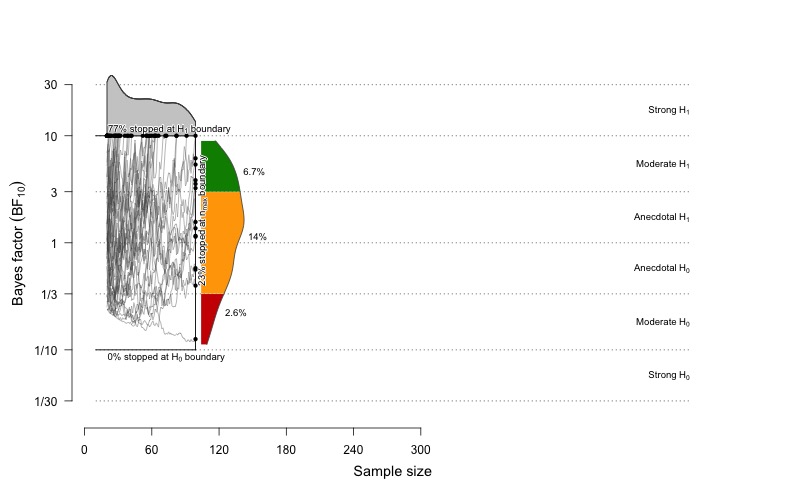 30
Strong H1
77% stopped at H1 boundary
10
Moderate H1
6.7%
3
Anecdotal H1
23% stopped at nmax boundary
14%
1
Anecdotal H0
1/3
2.6%
Moderate H0
1/10
0% stopped at H0 boundary
Strong H0
1/30
Bayes factor (BF10)
0 60 120 180 240 300
Sample size